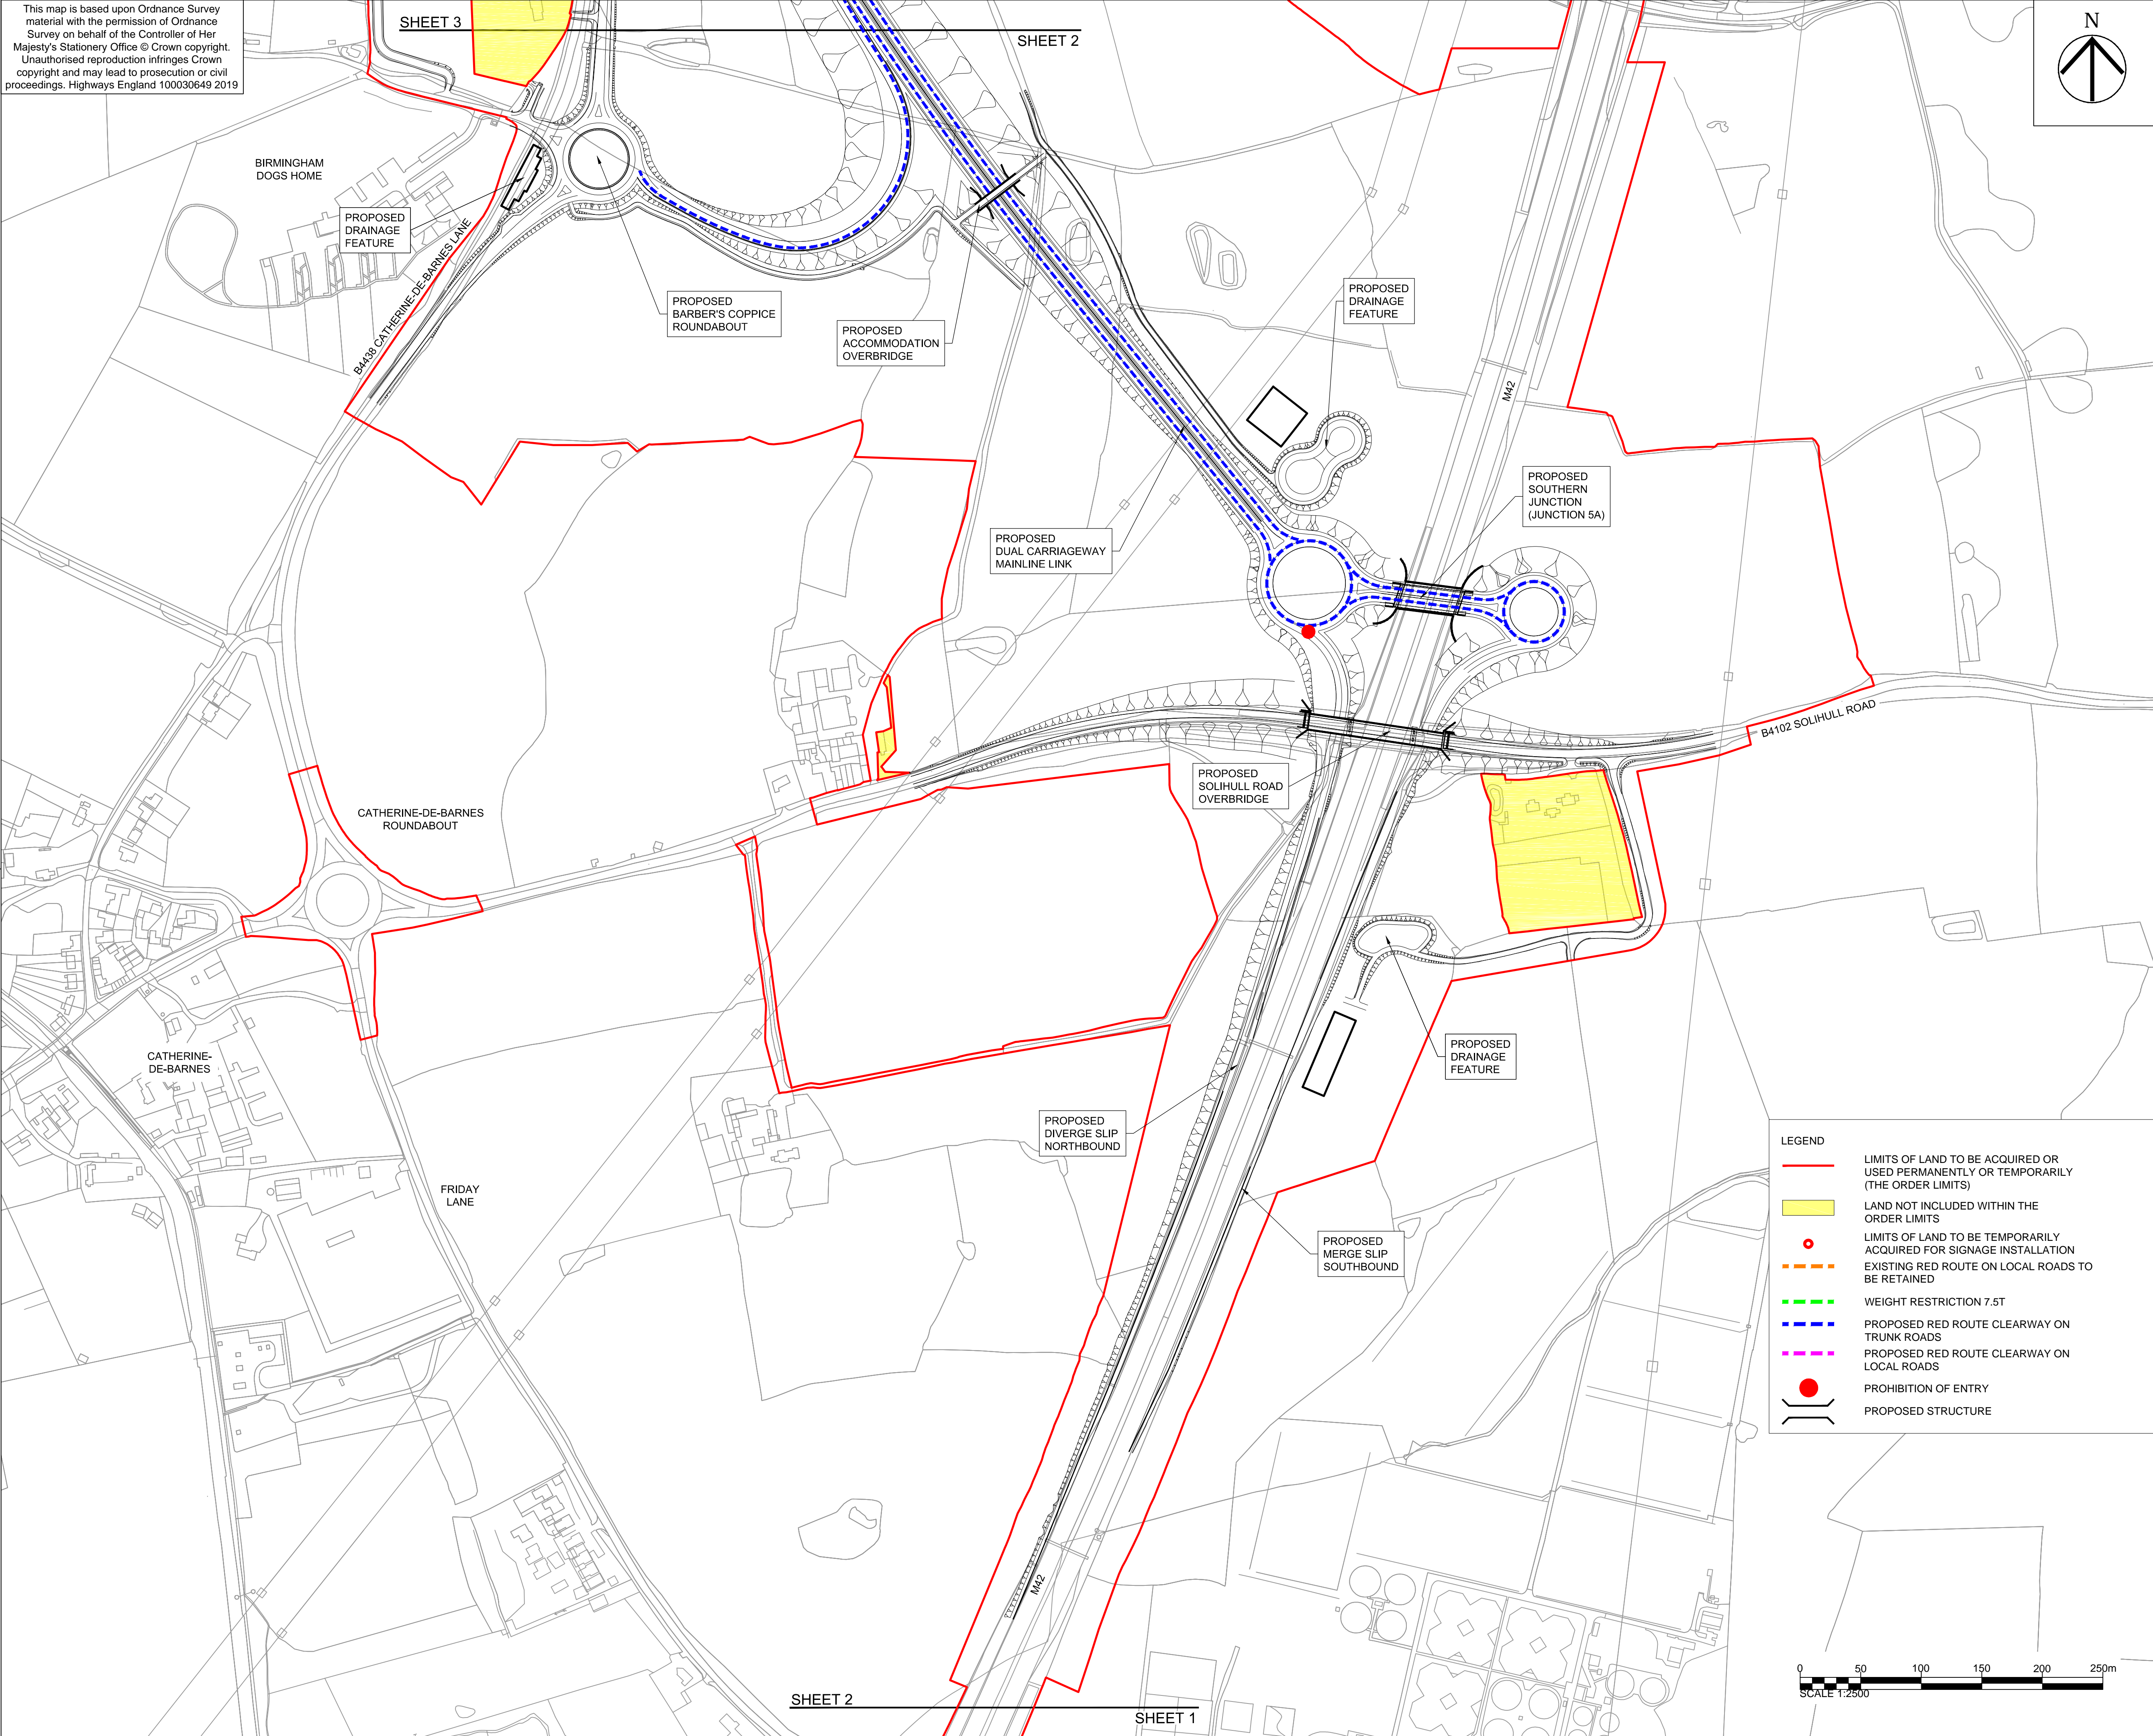 This map is based upon Ordnance Survey
material with the permission of Ordnance
Survey on behalf of the Controller of Her
Majesty's Stationery Office © Crown copyright.
Unauthorised reproduction infringes Crown
copyright and may lead to prosecution or civil
proceedings. Highways England 100030649 2019
SHEET 3
SHEET 2
N
BIRMINGHAM
DOGS HOME
PROPOSED
DRAINAGE
FEATURE
B4438 CATHERINE-DE-BARNES LANE
PROPOSED
BARBER'S COPPICE
ROUNDABOUT
PROPOSED
ACCOMMODATION
OVERBRIDGE
PROPOSED
DRAINAGE
FEATURE
M42
PROPOSED
SOUTHERN
JUNCTION
(JUNCTION 5A)
PROPOSED
DUAL CARRIAGEWAY
MAINLINE LINK
B4102 SOLIHULL ROAD
PROPOSED
SOLIHULL ROAD
OVERBRIDGE
CATHERINE-DE-BARNES
ROUNDABOUT
CATHERINE-
DE-BARNES
PROPOSED
DRAINAGE
FEATURE
PROPOSED
DIVERGE SLIP
NORTHBOUND
FRIDAY
LANE
PROPOSED
MERGE SLIP
SOUTHBOUND
LEGEND
LIMITS OF LAND TO BE ACQUIRED OR
USED PERMANENTLY OR TEMPORARILY
(THE ORDER LIMITS)
LAND NOT INCLUDED WITHIN THE
ORDER LIMITS
LIMITS OF LAND TO BE TEMPORARILY
ACQUIRED FOR SIGNAGE INSTALLATION
EXISTING RED ROUTE ON LOCAL ROADS TO
BE RETAINED
WEIGHT RESTRICTION 7.5T
PROPOSED RED ROUTE CLEARWAY ON
TRUNK ROADS
PROPOSED RED ROUTE CLEARWAY ON
LOCAL ROADS
PROHIBITION OF ENTRY
PROPOSED STRUCTURE
M42
0 50 100 150 200 250m
SCALE 1:2500
SHEET 2
SHEET 1